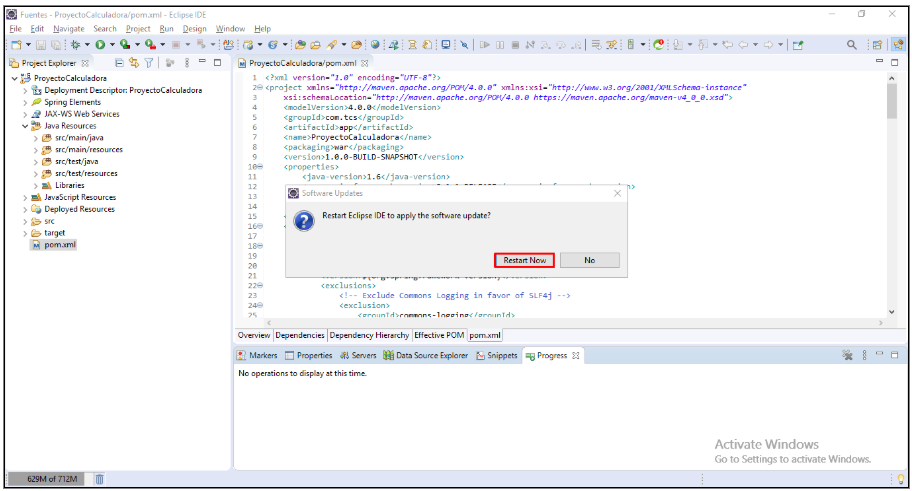 Fuentes - ProyectoCalculadora/pom.xml - Eclipse IDE
File Edit Navigate Search Project Run Design Window Help
Project Explorer
ProyectoCalculadora
Deployment Descriptor: ProyectoCalculadora
Spring Elements
JAX-WS Web Services
Java Resources
src/main/java
src/main/resources
src/test/java
src/test/resources
Libraries
JavaScript Resources
Deployed Resources
src
target
pom.xml
ProyectoCalculadora/pom.xml
1 <?xml version="1.0" encoding="UTF-8"?>
2 <project xmlns="http://maven.apache.org/POM/4.0.0" xmlns:xsi="http://www.w3.org/2001/XMLSchema-instance"
3 xsi:schemaLocation="http://maven.apache.org/POM/4.0.0 https://maven.apache.org/maven-v4_0_0.xsd">
4 <modelVersion>4.0.0</modelVersion>
5 <groupId>com.tcs</groupId>
6 <artifactId>app</artifactId>
7 <name>ProyectoCalculadora</name>
8 <packaging>war</packaging>
9 <version>1.0.0-BUILD-SNAPSHOT</version>
10 <properties>
11 <java-version>1.6</java-version>
12
13
14
15
16
17
18
19
20
21
22 <exclusions>
23 <!-- Exclude Commons Logging in favor of SLF4j -->
24 <exclusion>
25 <groupId>commons-logging</groupId>
Software Updates
Restart Eclipse IDE to apply the software update?
Restart Now No
Overview Dependencies Dependency Hierarchy Effective POM pom.xml
Markers Properties Servers Data Source Explorer Snippets Progress
No operations to display at this time.
Activate Windows
Go to Settings to activate Windows.
629M of 712M